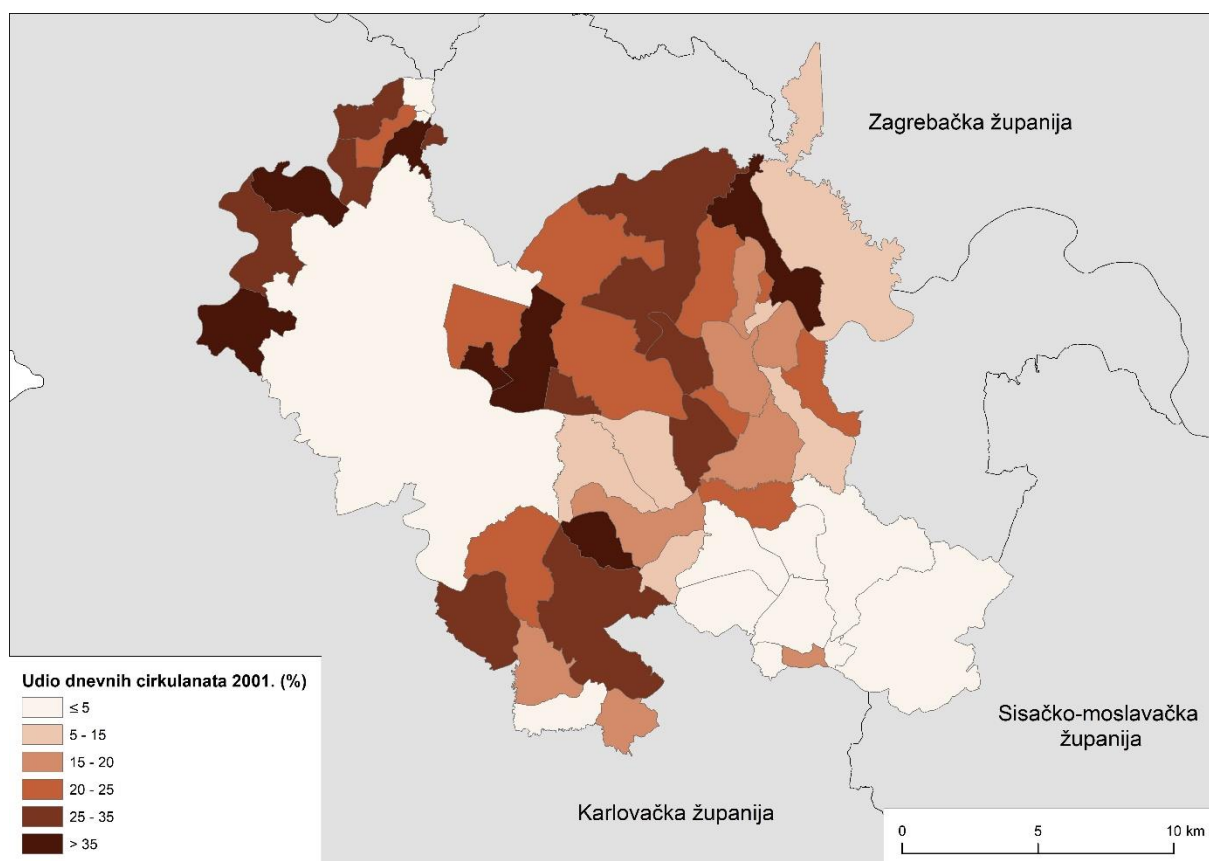 Zagrebačka županija
Udio dnevnih cirkulanata 2001. (%)
≤ 5
5 - 15
15 - 20
20 - 25
25 - 35
> 35
Sisačko-moslavačka
županija
Karlovačka županija
0 5 10 km